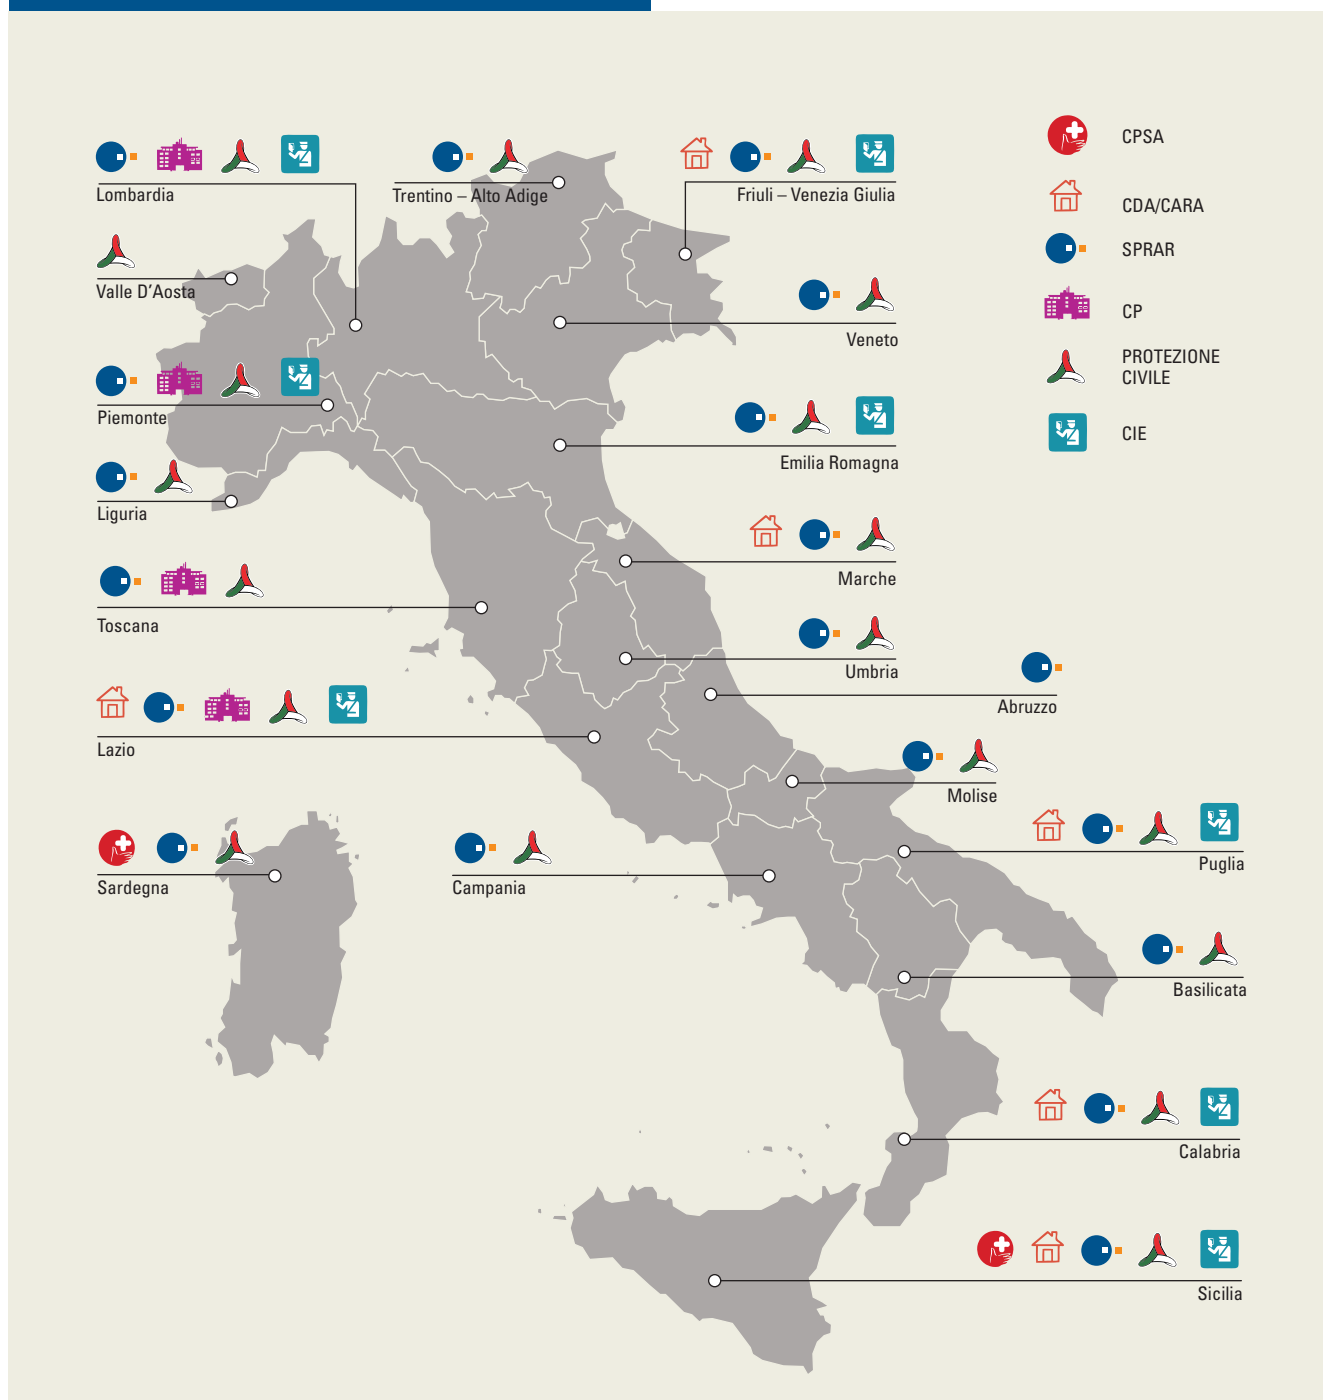 Lombardia
Trentino – Alto Adige
Friuli – Venezia Giulia
CPSA
CDA/CARA
SPRAR
CP
PROTEZIONE
CIVILE
CIE
Valle D’Aosta
Veneto
Piemonte
Emilia Romagna
Liguria
Marche
Toscana
Umbria
Abruzzo
Lazio
Molise
Puglia
Sardegna
Campania
Basilicata
Calabria
Sicilia